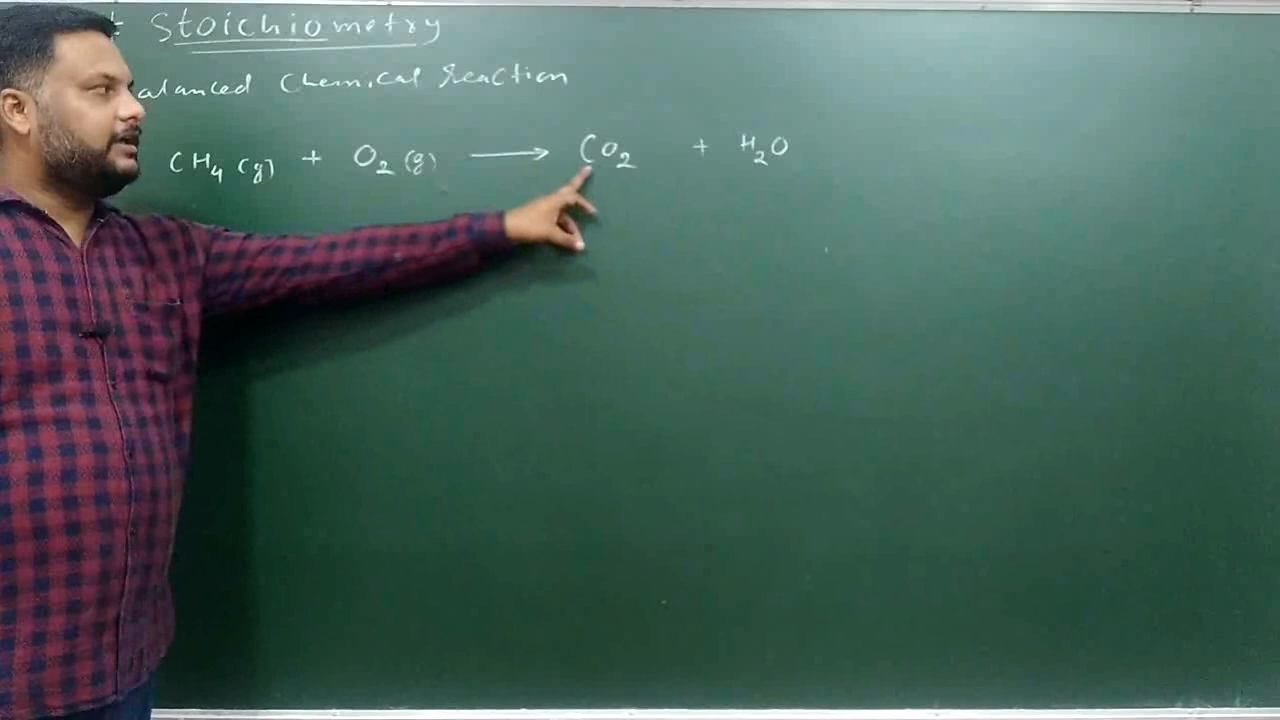 Stoichiometry
alanced Chemical reaction
CH4 (g) + O2 (g) ⟶ CO2 + H2O